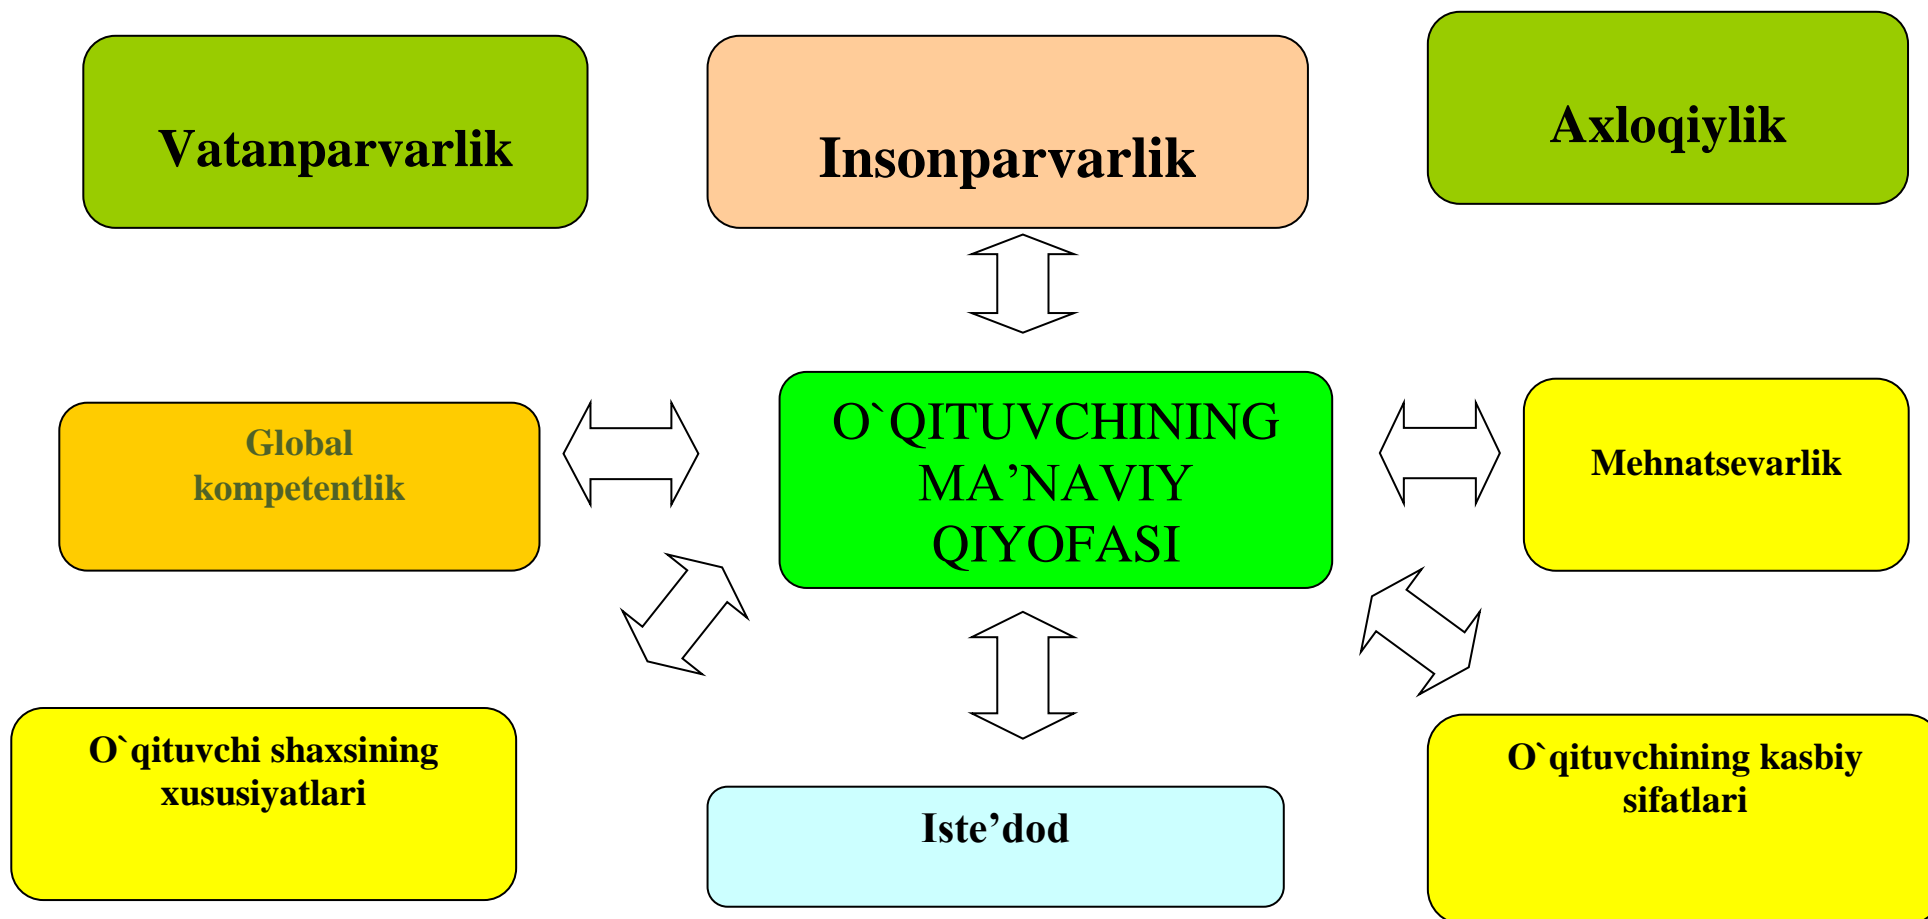 Vatanparvarlik
Insonparvarlik
Axloqiylik
Global
kompetentlik
O`QITUVCHINING
MA’NAVIY
QIYOFASI
Mehnatsevarlik
O`qituvchi shaxsining
xususiyatlari
Iste’dod
O`qituvchining kasbiy
sifatlari